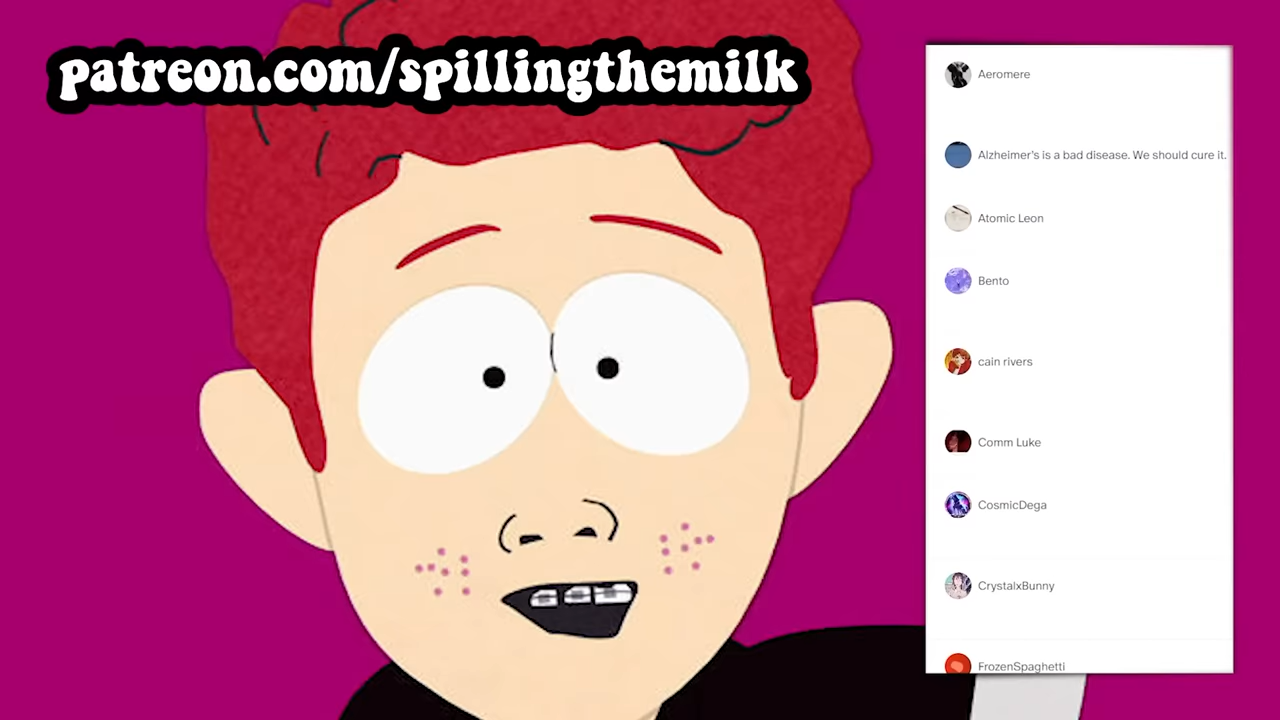 patreon.com/spillingthemilk
Aeromere
Alzheimer's is a bad disease. We should cure it.
Atomic Leon
Bento
cain rivers
Comm Luke
CosmicDega
CrystalxBunny
FrozenSpaghetti